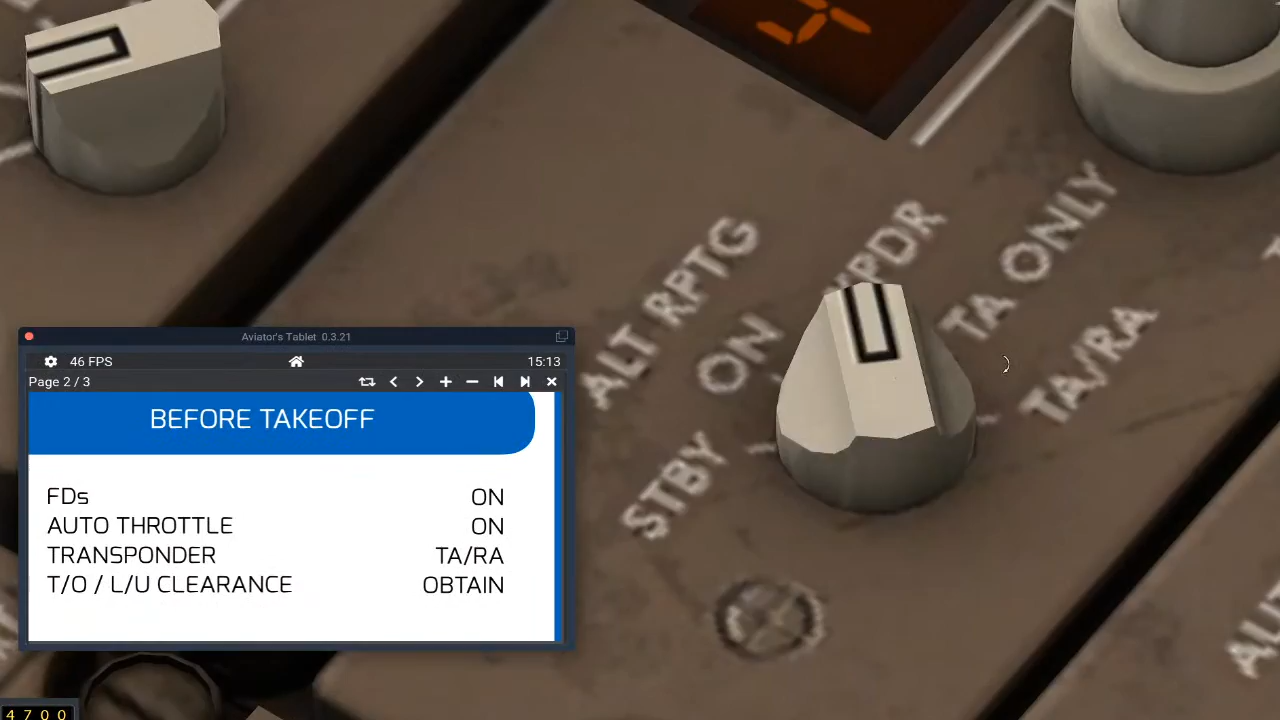 ALT RPTG
ON
XPDR
TA ONLY
TA/RA
STBY
Aviator's Tablet 0.3.21
46 FPS
15:13
Page 2 / 3
BEFORE TAKEOFF
FDs ON
AUTO THROTTLE ON
TRANSPONDER TA/RA
T/O / L/U CLEARANCE OBTAIN
4700